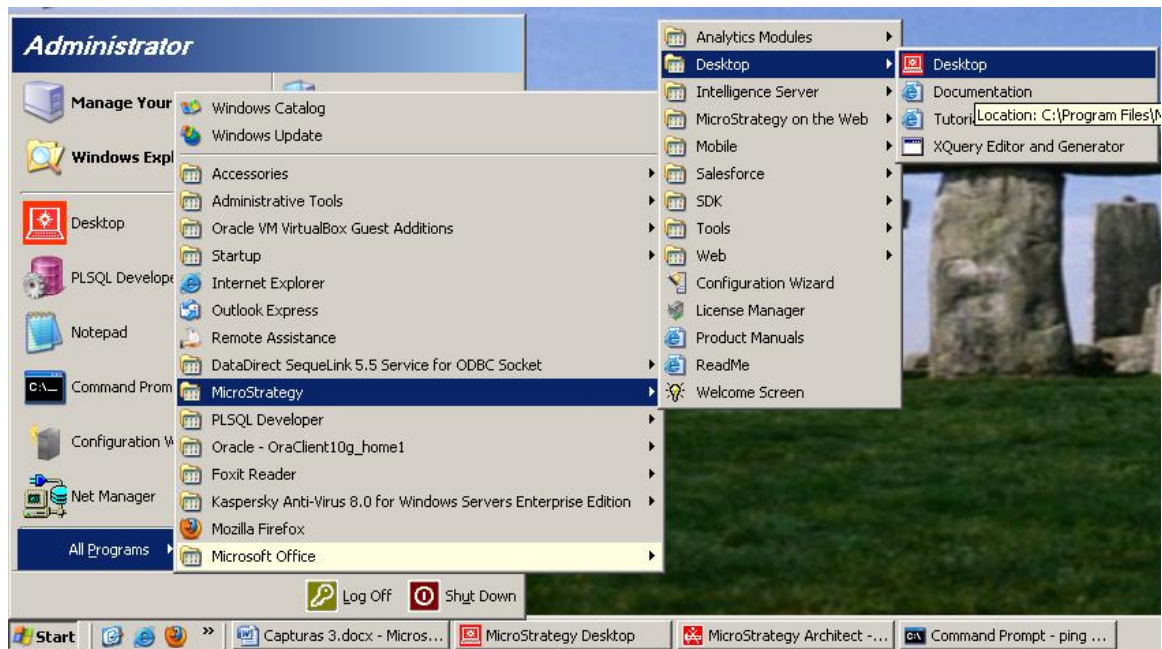 Administrator
Manage Your
Windows Expl
Desktop
PLSQL Develope
Notepad
C:\_
Command Prom
Configuration W
Net Manager
All Programs
Windows Catalog
Windows Update
Accessories
Administrative Tools
Oracle VM VirtualBox Guest Additions
Startup
Internet Explorer
Outlook Express
Remote Assistance
DataDirect SequeLink 5.5 Service for ODBC Socket
MicroStrategy
PLSQL Developer
Oracle - OraClient10g_home1
Foxit Reader
Kaspersky Anti-Virus 8.0 for Windows Servers Enterprise Edition
Mozilla Firefox
Microsoft Office
Analytics Modules
Desktop
Intelligence Server
MicroStrategy on the Web
Mobile
Salesforce
SDK
Tools
Web
Configuration Wizard
License Manager
Product Manuals
ReadMe
Welcome Screen
Desktop
Documentation
Tutori
Location: C:\Program Files\M
XQuery Editor and Generator
Log Off
Shut Down
Start
»
Capturas 3.docx - Micros...
MicroStrategy Desktop
MicroStrategy Architect -...
Command Prompt - ping ...